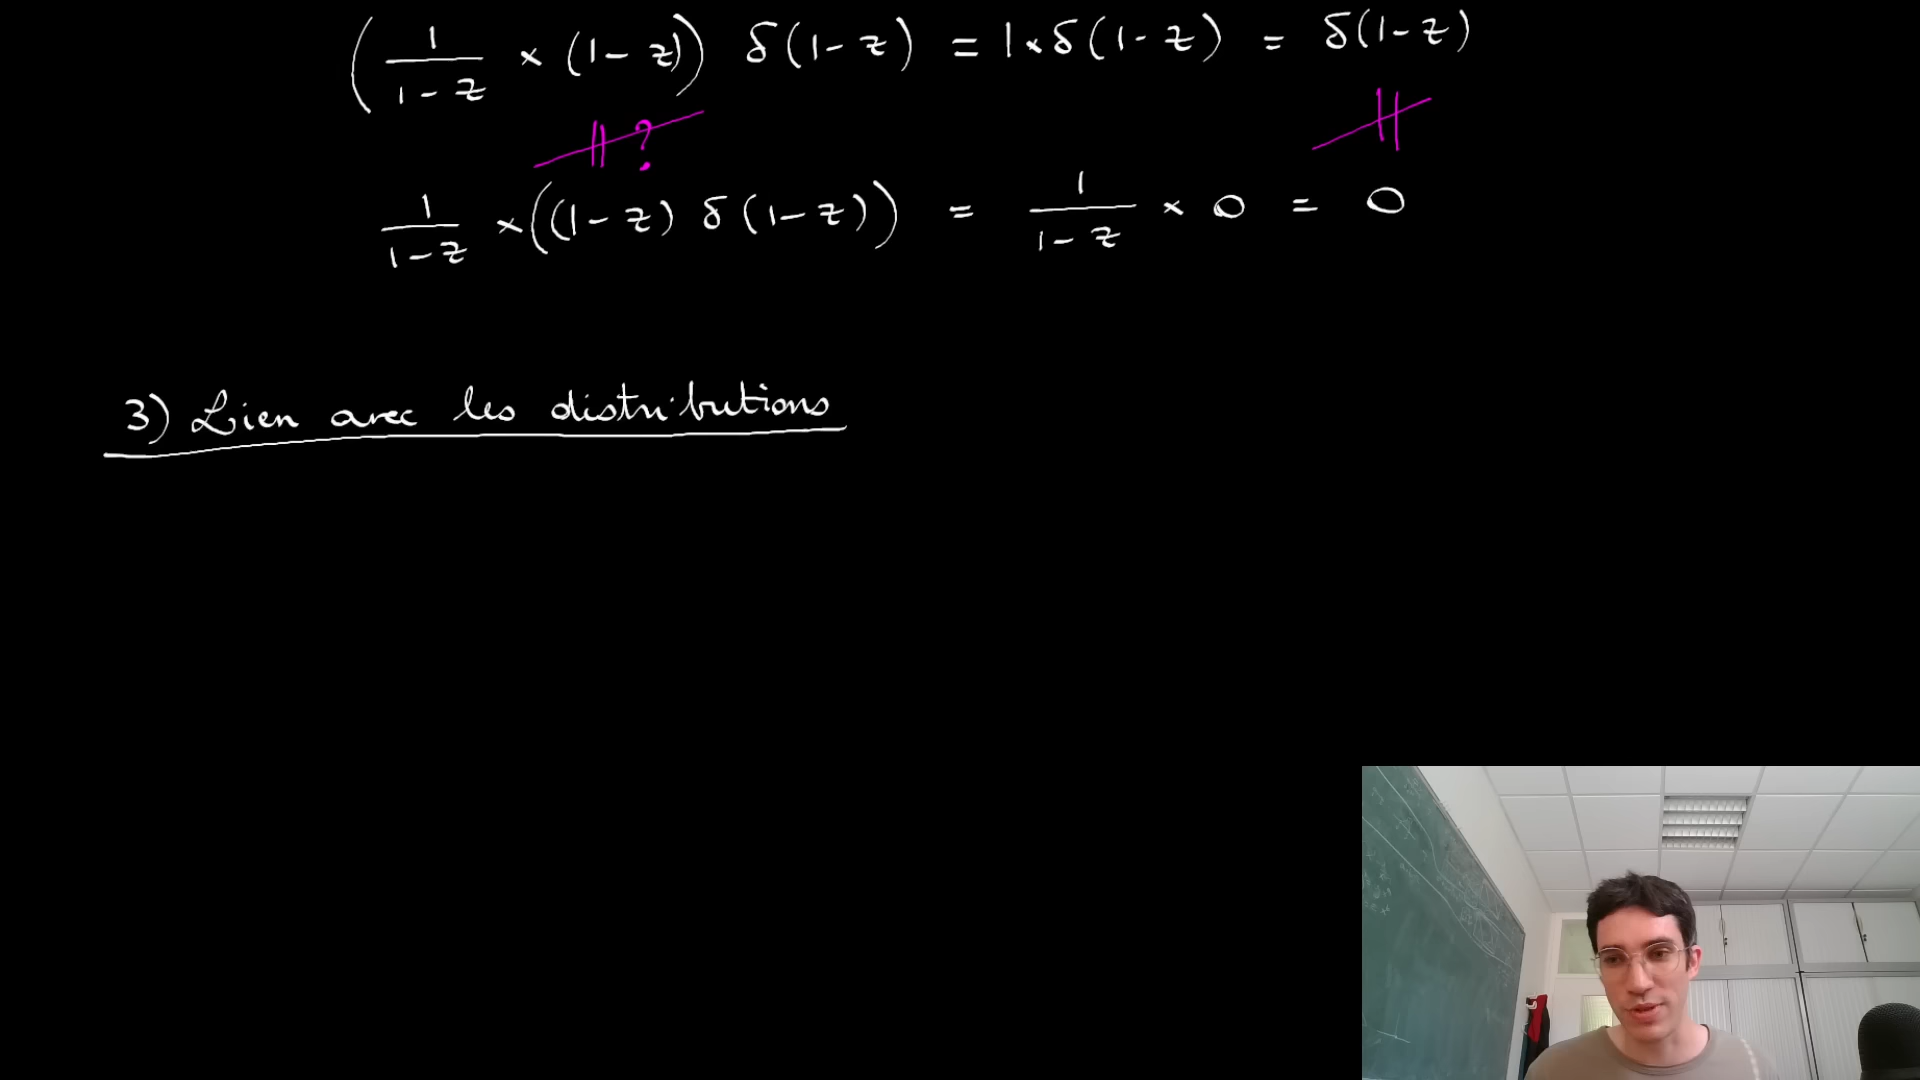 (1/(1-z) × (1-z)) δ(1-z) = 1×δ(1-z) = δ(1-z)
=? =
1/(1-z) × ((1-z) δ(1-z)) = 1/(1-z) × 0 = 0
3) Lien avec les distributions